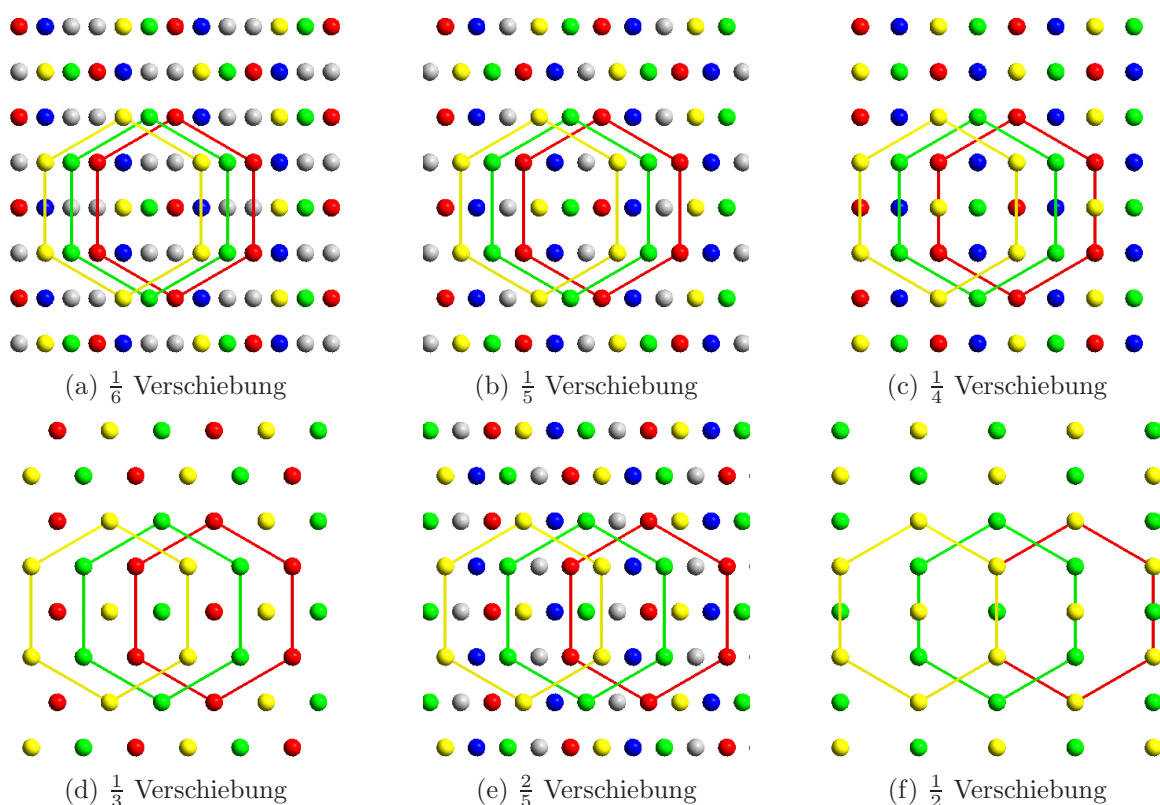 (a) 1/6 Verschiebung
(b) 1/5 Verschiebung
(c) 1/4 Verschiebung
(d) 1/3 Verschiebung
(e) 2/5 Verschiebung
(f) 1/2 Verschiebung